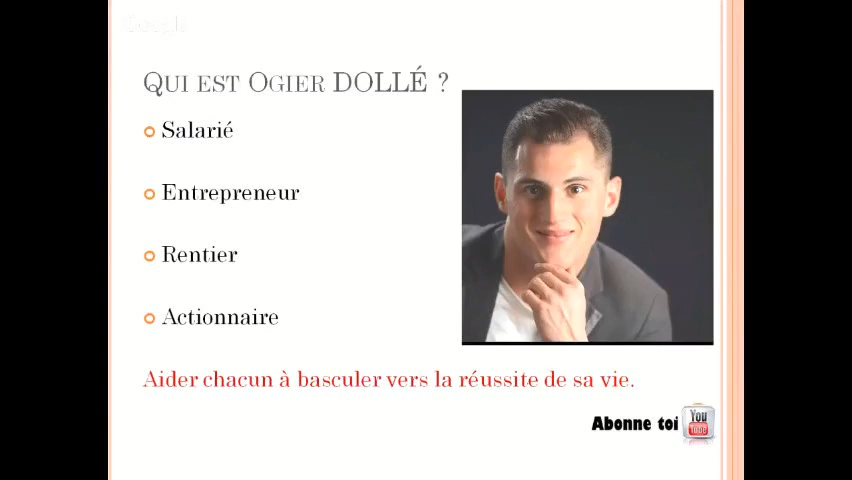 Google
QUI EST OGIER DOLLÉ ?
Salarié
Entrepreneur
Rentier
Actionnaire
Aider chacun à basculer vers la réussite de sa vie.
Abonne toi
You
Tube